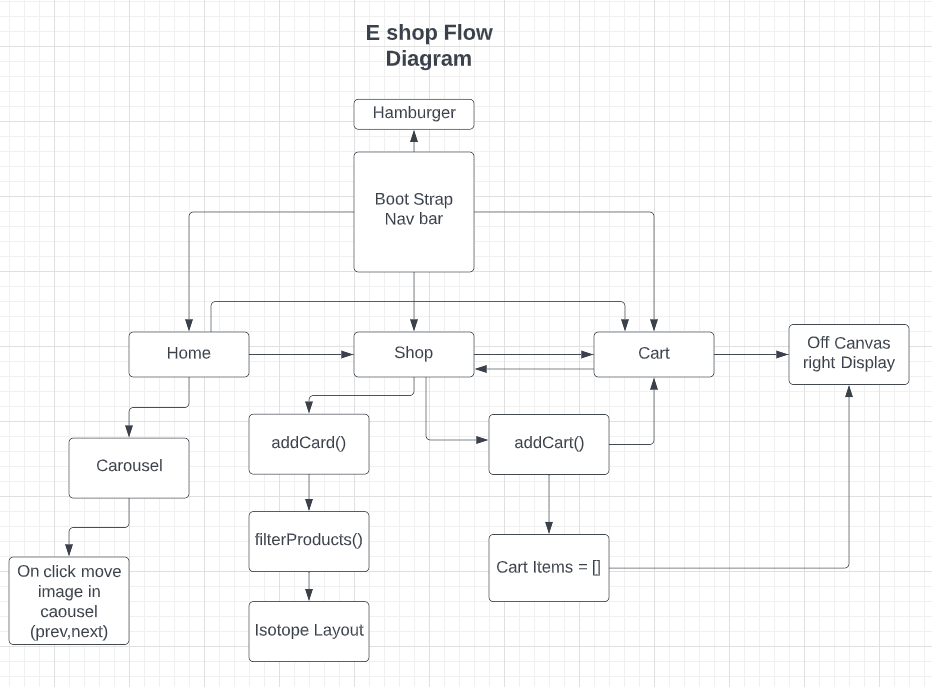 E shop Flow
Diagram
Hamburger
Boot Strap
Nav bar
Home
Shop
Cart
Off Canvas
right Display
addCard()
addCart()
Carousel
filterProducts()
Cart Items = []
On click move
image in
caousel
(prev,next)
Isotope Layout